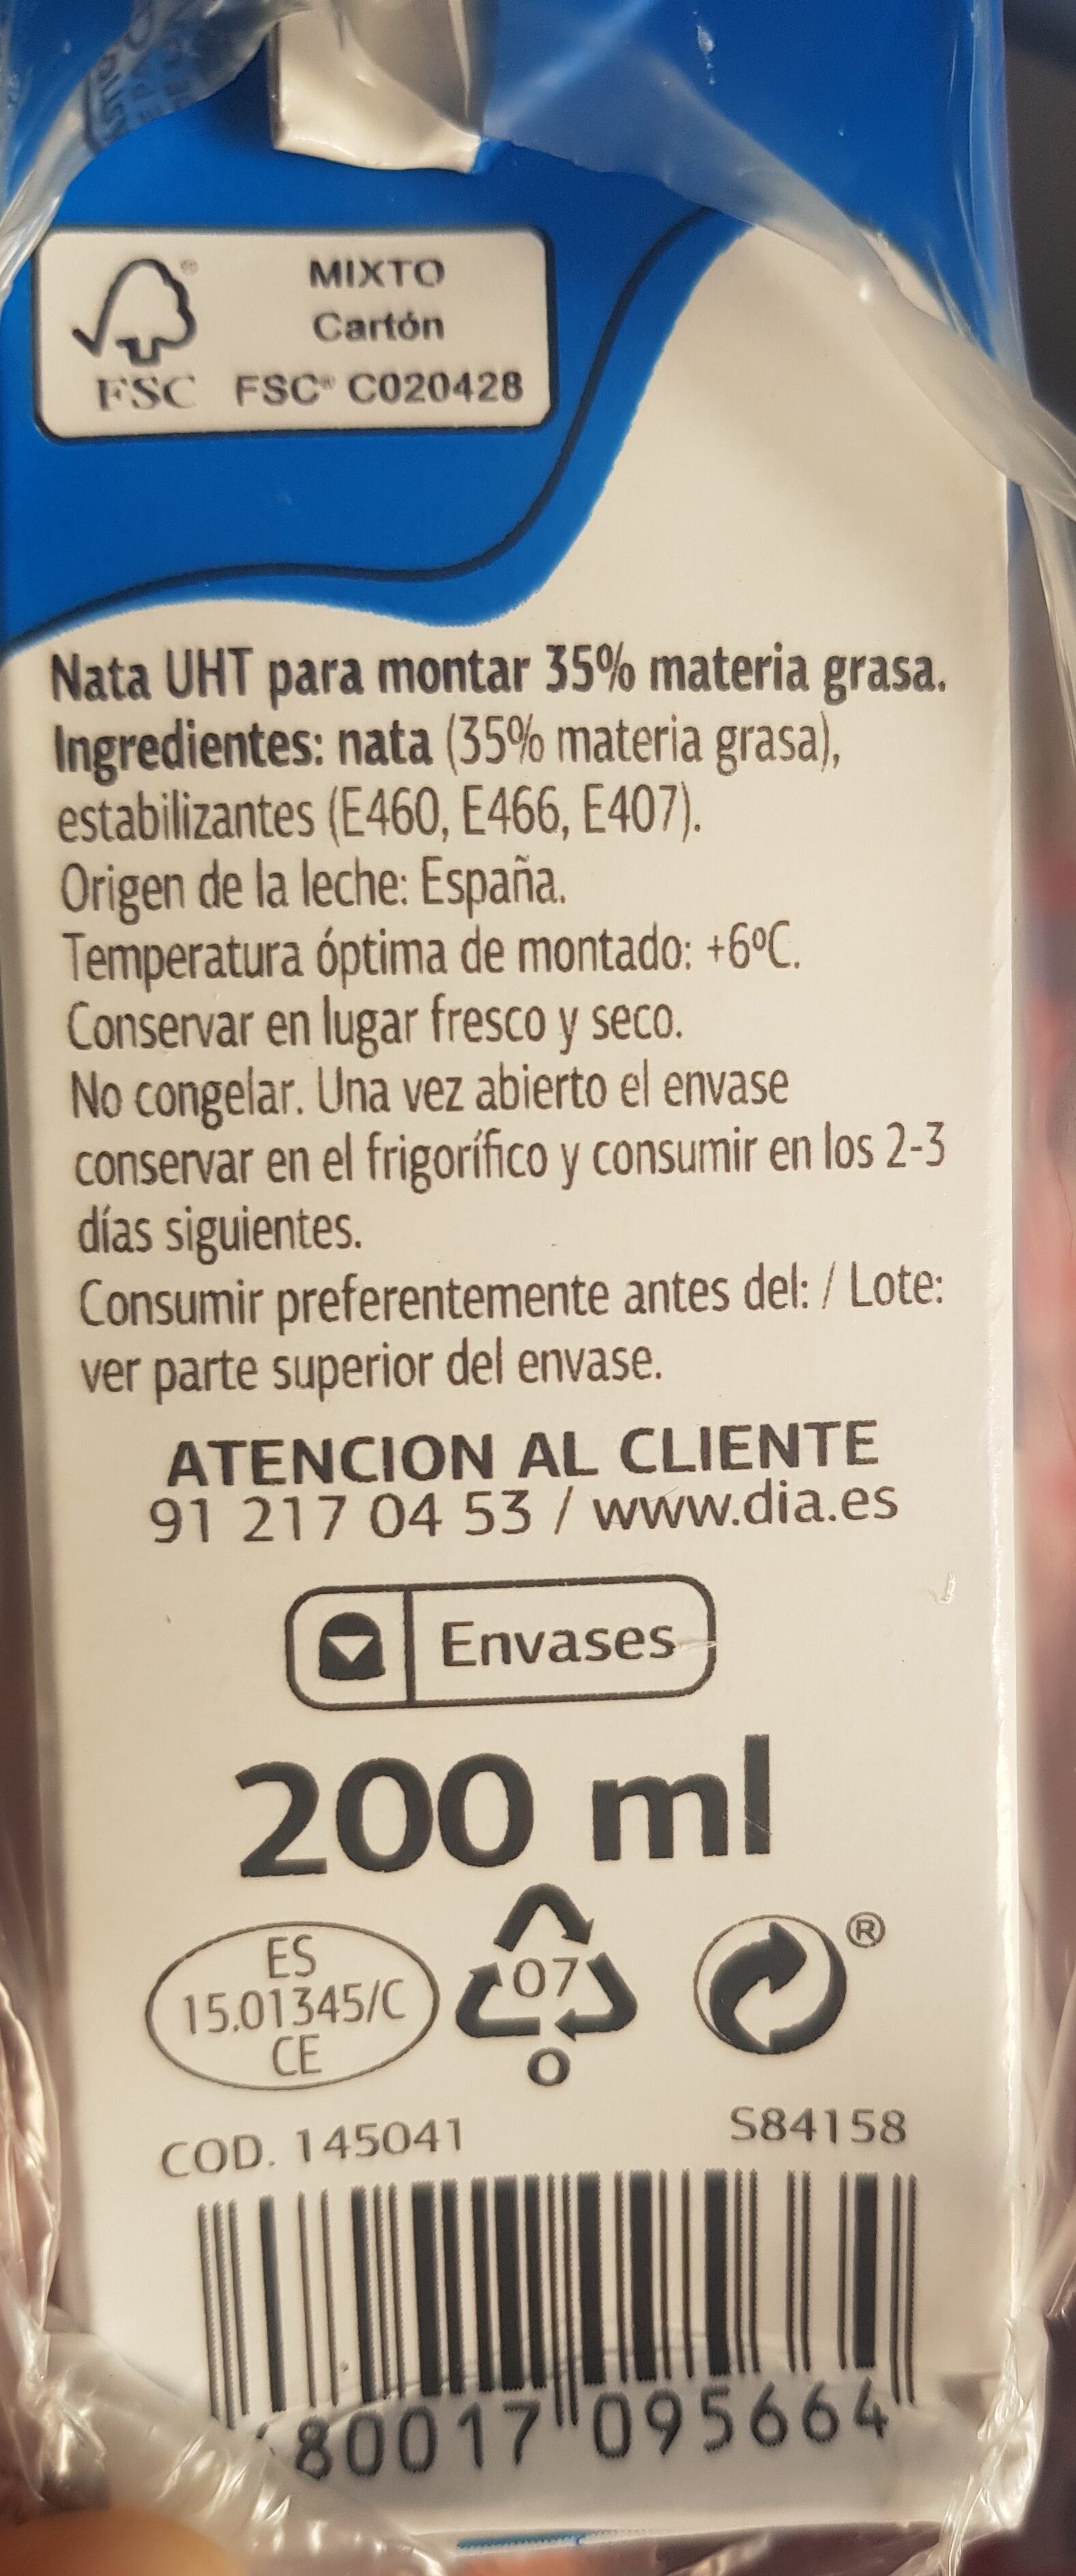 MIXTO
Cartón
FSC FSC® C020428
Nata UHT para montar 35% materia grasa.
Ingredientes: nata (35% materia grasa),
estabilizantes (E460, E466, E407).
Origen de la leche: España.
Temperatura óptima de montado: +6ºC.
Conservar en lugar fresco y seco.
No congelar. Una vez abierto el envase
conservar en el frigorífico y consumir en los 2-3
días siguientes.
Consumir preferentemente antes del: / Lote:
ver parte superior del envase.
ATENCION AL CLIENTE
91 217 04 53 / www.dia.es
Envases
200 ml
ES
15.01345/C
CE
07
O
®
COD. 145041 S84158
80017 095664